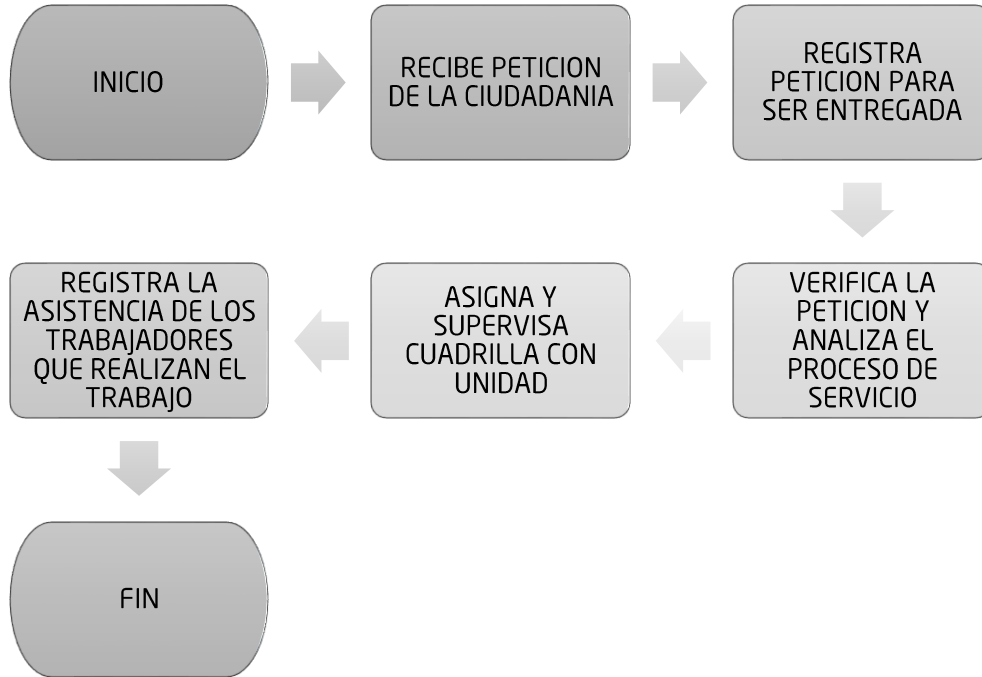 INICIO
RECIBE PETICION
DE LA CIUDADANIA
REGISTRA
PETICION PARA
SER ENTREGADA
VERIFICA LA
PETICION Y
ANALIZA EL
PROCESO DE
SERVICIO
ASIGNA Y
SUPERVISA
CUADRILLA CON
UNIDAD
REGISTRA LA
ASISTENCIA DE LOS
TRABAJADORES
QUE REALIZAN EL
TRABAJO
FIN